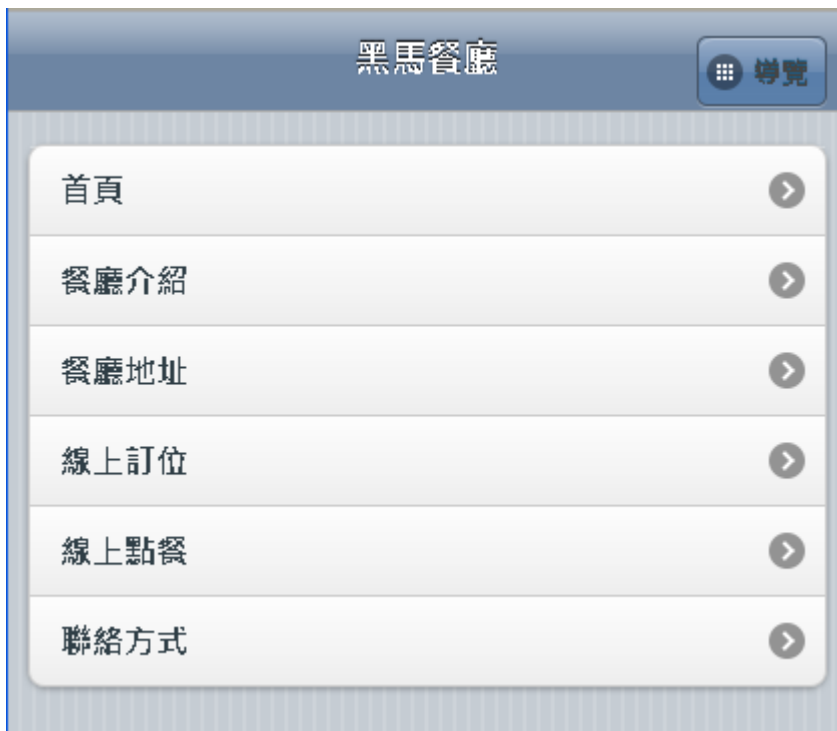 黑馬餐廳
導覽
首頁
餐廳介紹
餐廳地址
線上訂位
線上點餐
聯絡方式